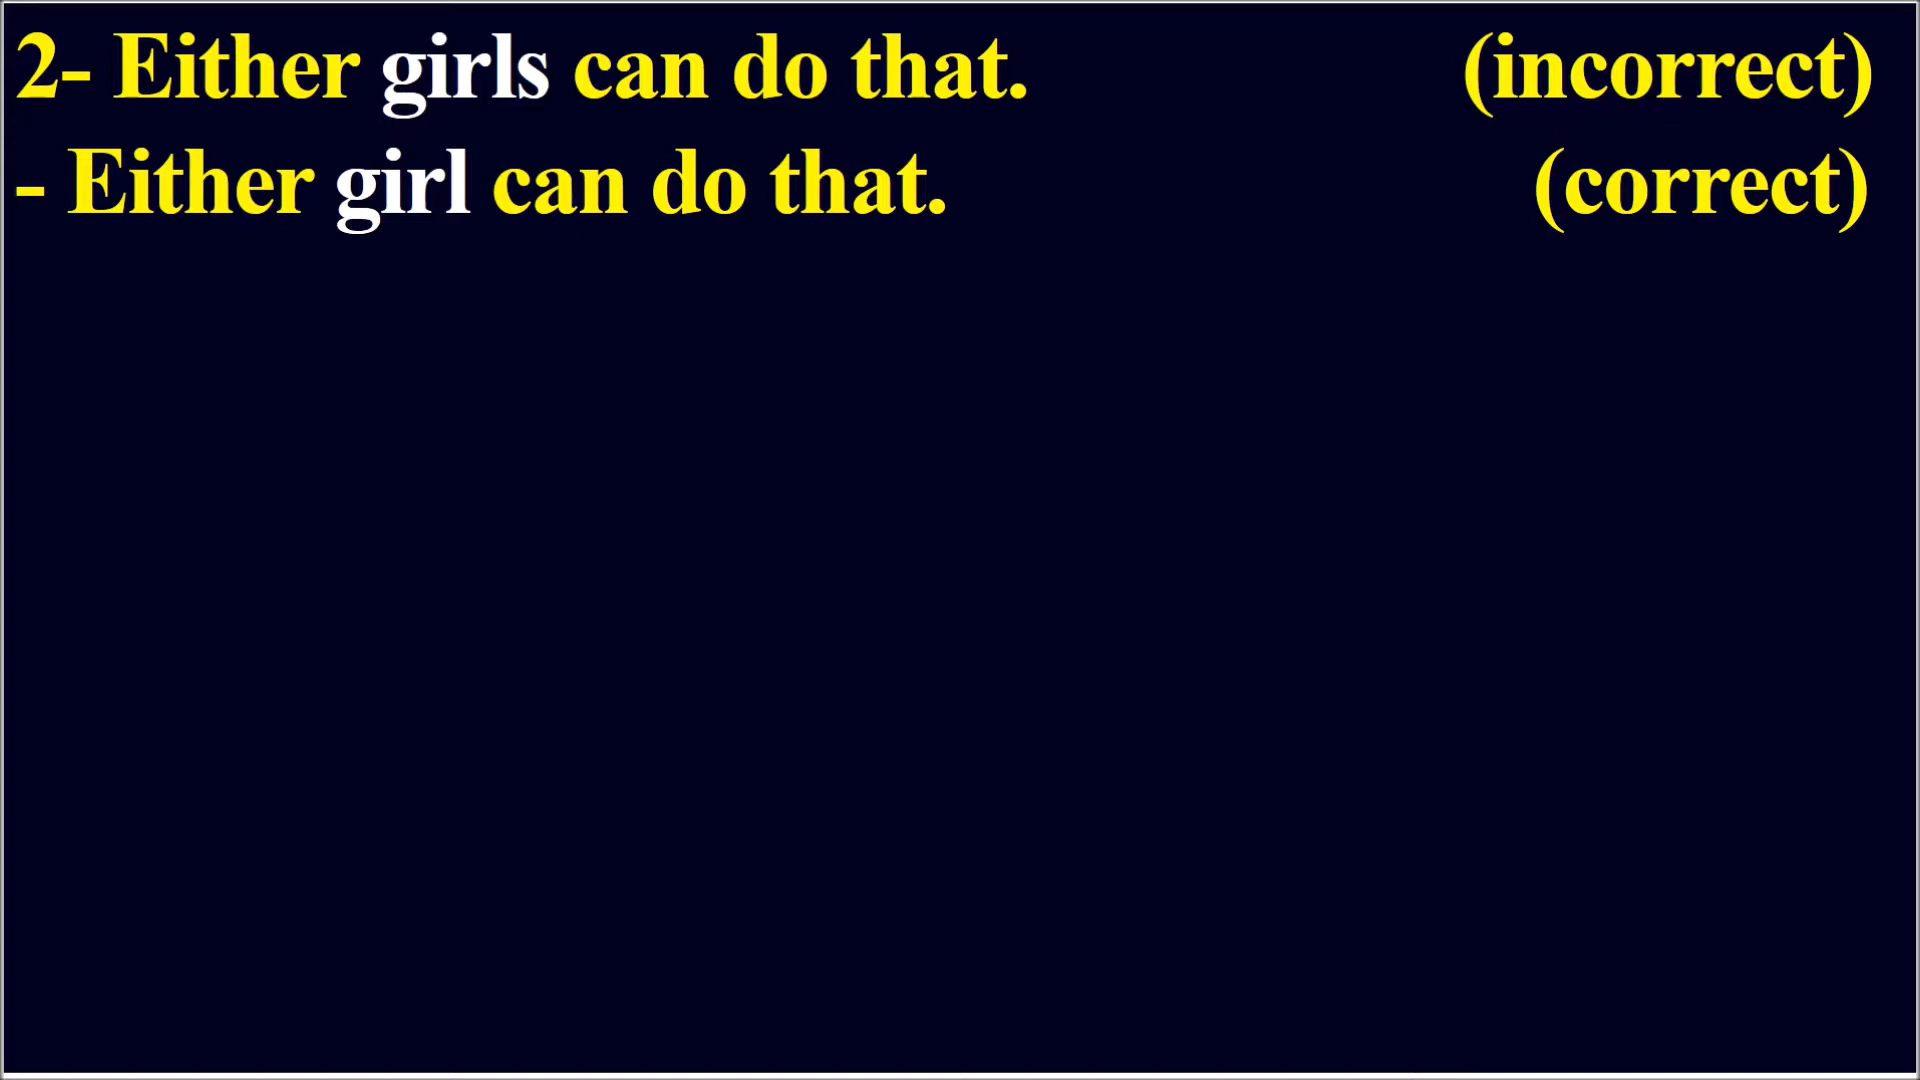 2- Either girls can do that. (incorrect)
- Either girl can do that. (correct)